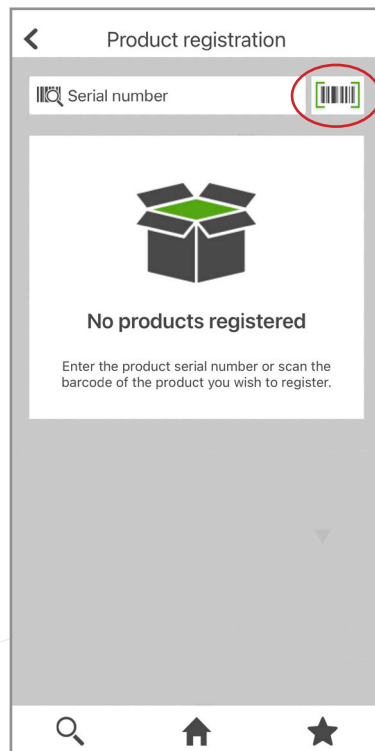 Product registration
Serial number
No products registered
Enter the product serial number or scan the
barcode of the product you wish to register.